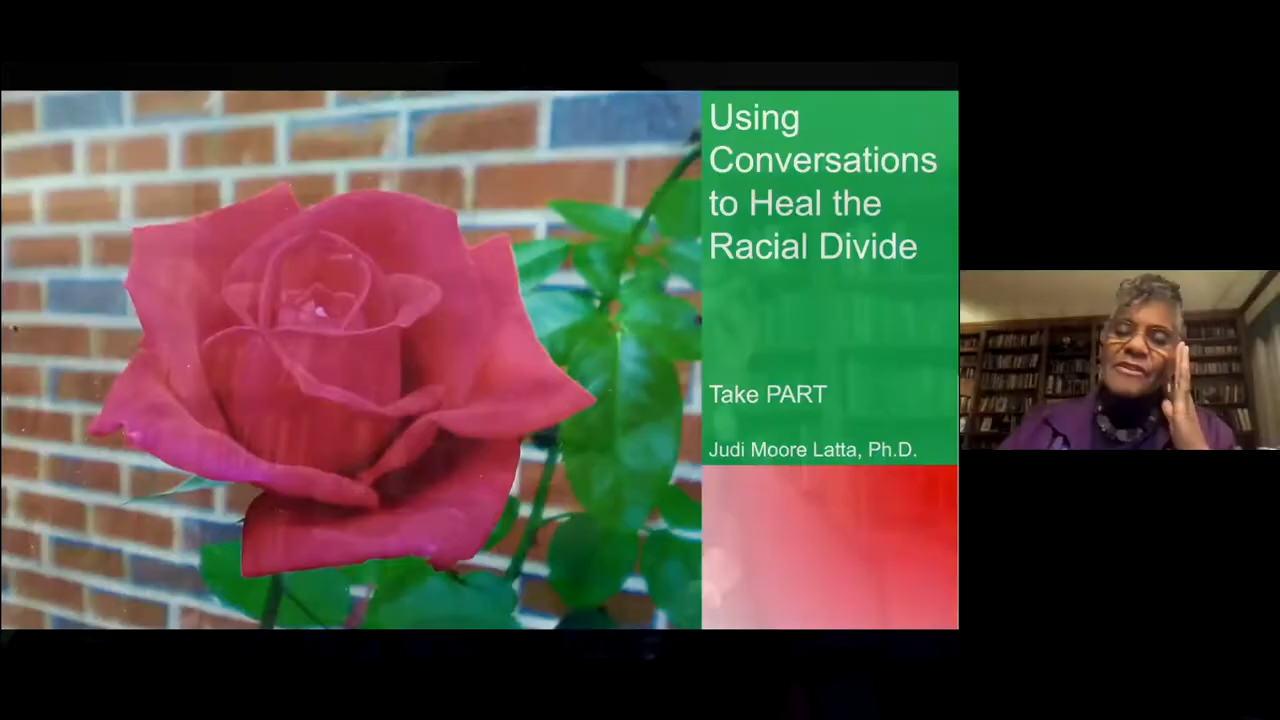 Using
Conversations
to Heal the
Racial Divide
Take PART
Judi Moore Latta, Ph.D.